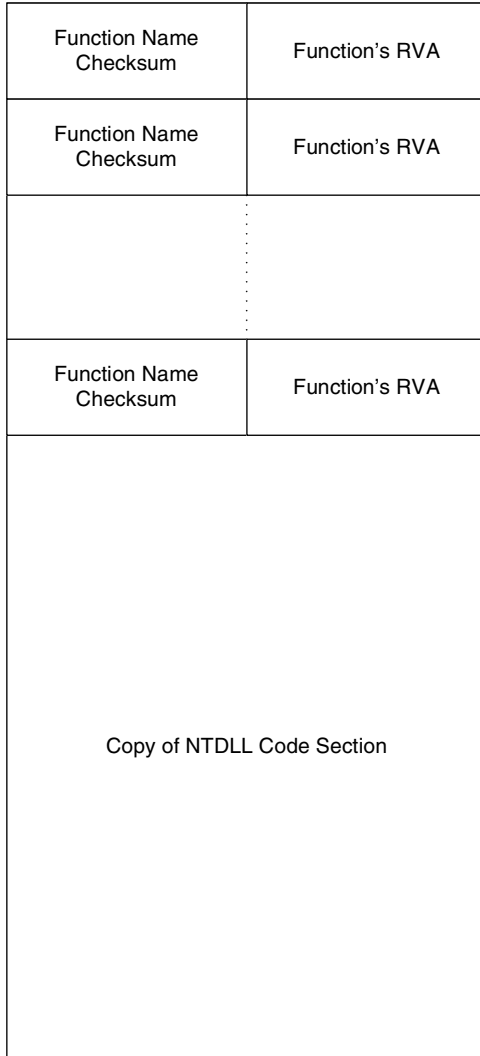 Function Name
Checksum
Function’s RVA
Function Name
Checksum
Function’s RVA
Function Name
Checksum
Function’s RVA
Copy of NTDLL Code Section